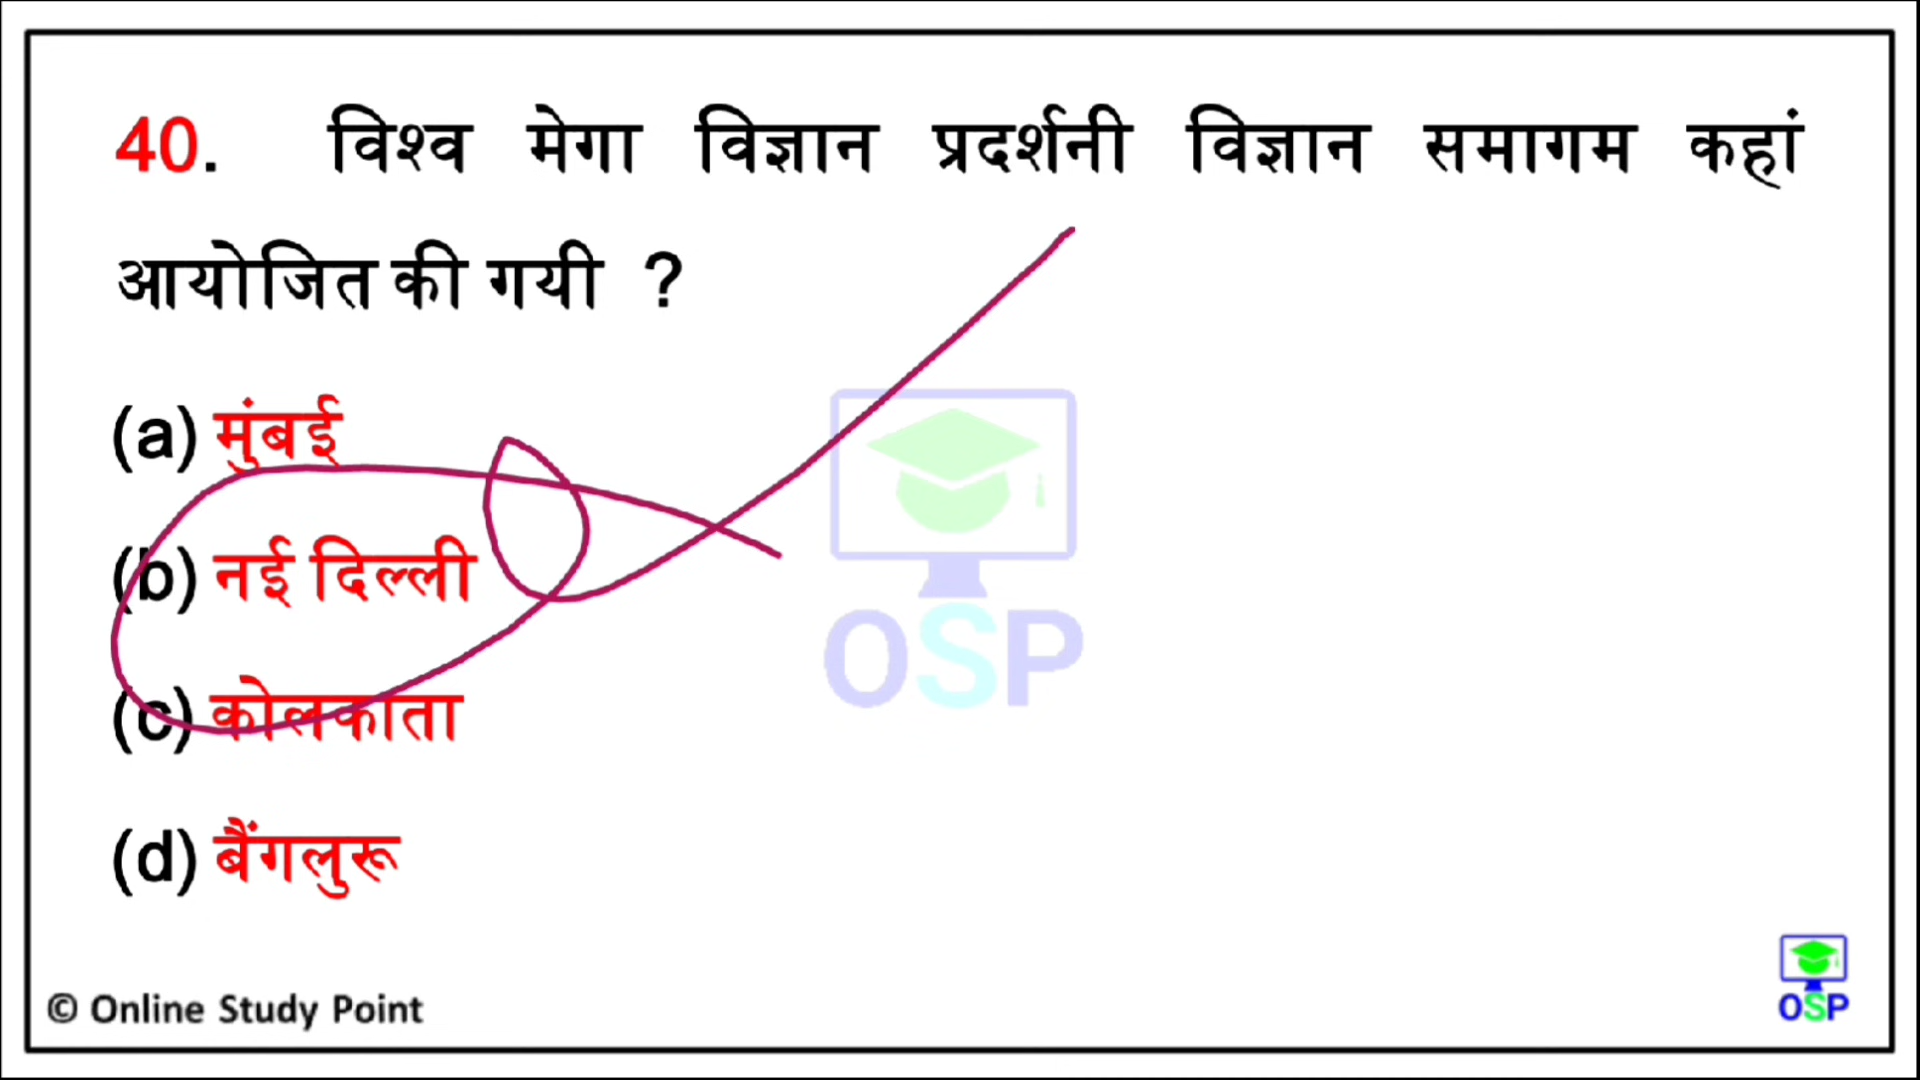 40. विश्व मेगा विज्ञान प्रदर्शनी विज्ञान समागम कहां
आयोजित की गयी ?
(a) मुंबई
(b) नई दिल्ली
(c) कोलकाता
(d) बैंगलुरू
OSP
© Online Study Point
OSP